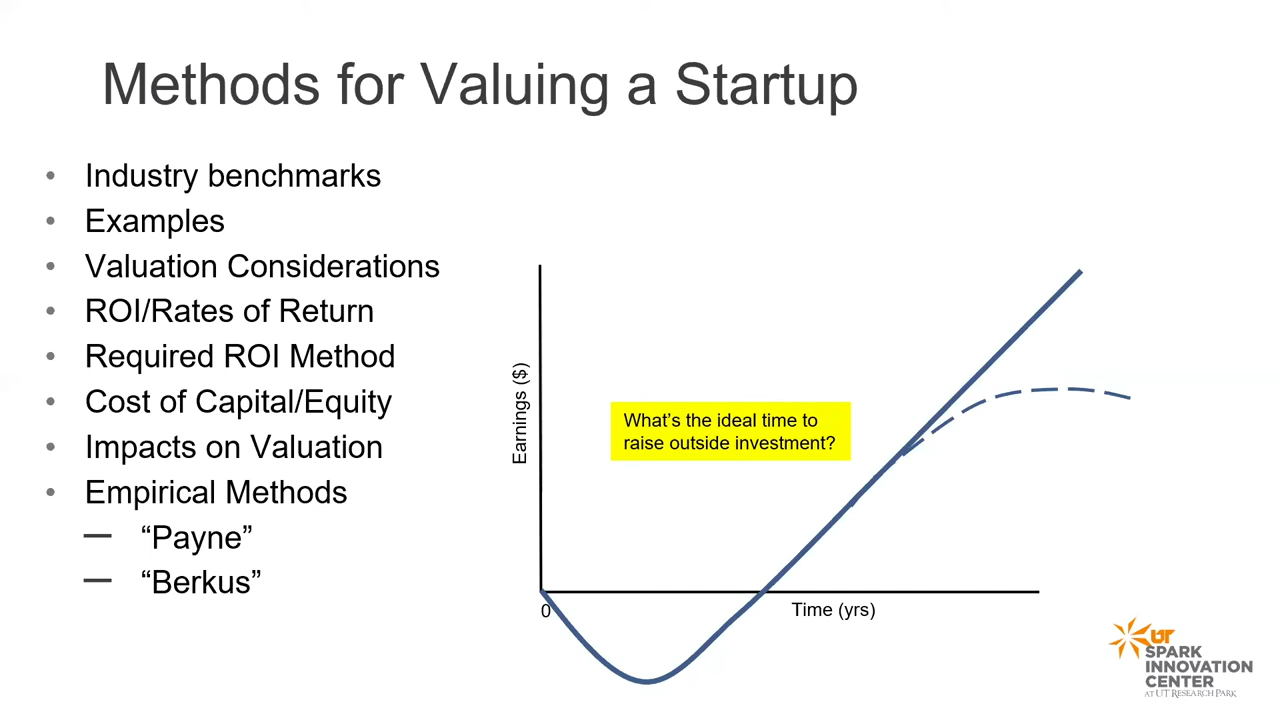 Methods for Valuing a Startup
• Industry benchmarks
• Examples
• Valuation Considerations
• ROI/Rates of Return
• Required ROI Method
• Cost of Capital/Equity
• Impacts on Valuation
• Empirical Methods
— “Payne”
— “Berkus”
Earnings ($)
What’s the ideal time to
raise outside investment?
0
Time (yrs)
UT
SPARK
INNOVATION
CENTER
AT UT RESEARCH PARK